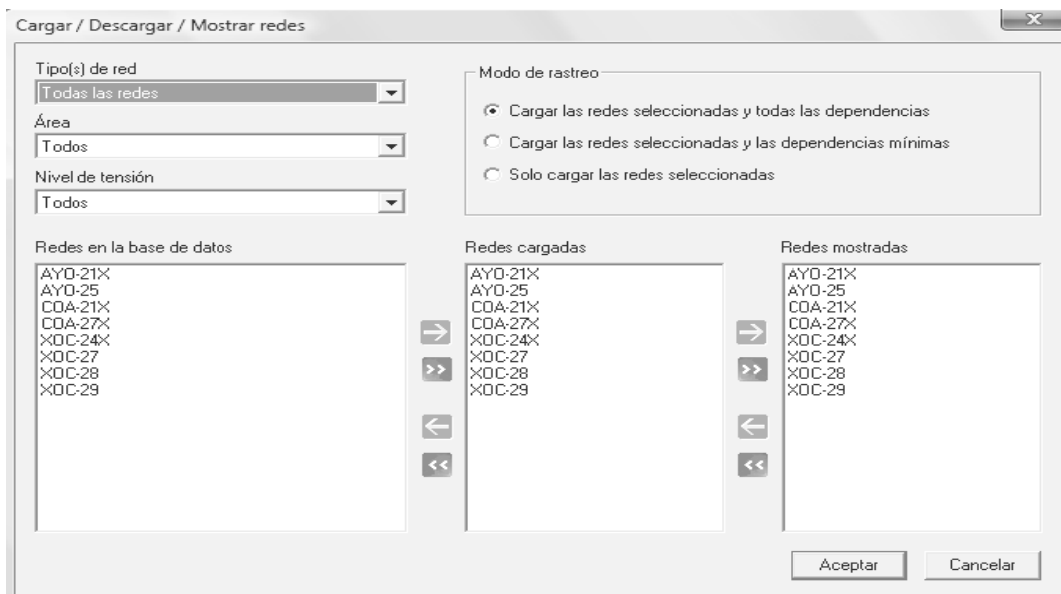 Cargar / Descargar / Mostrar redes
Tipo(s) de red
Todas las redes
Área
Todos
Nivel de tensión
Todos
Modo de rastreo
Cargar las redes seleccionadas y todas las dependencias
Cargar las redes seleccionadas y las dependencias mínimas
Solo cargar las redes seleccionadas
Redes en la base de datos
AYO-21X
AYO-25
COA-21X
COA-27X
XOC-24X
XOC-27
XOC-28
XOC-29
Redes cargadas
AYO-21X
AYO-25
COA-21X
COA-27X
XOC-24X
XOC-27
XOC-28
XOC-29
Redes mostradas
AYO-21X
AYO-25
COA-21X
COA-27X
XOC-24X
XOC-27
XOC-28
XOC-29
Aceptar
Cancelar